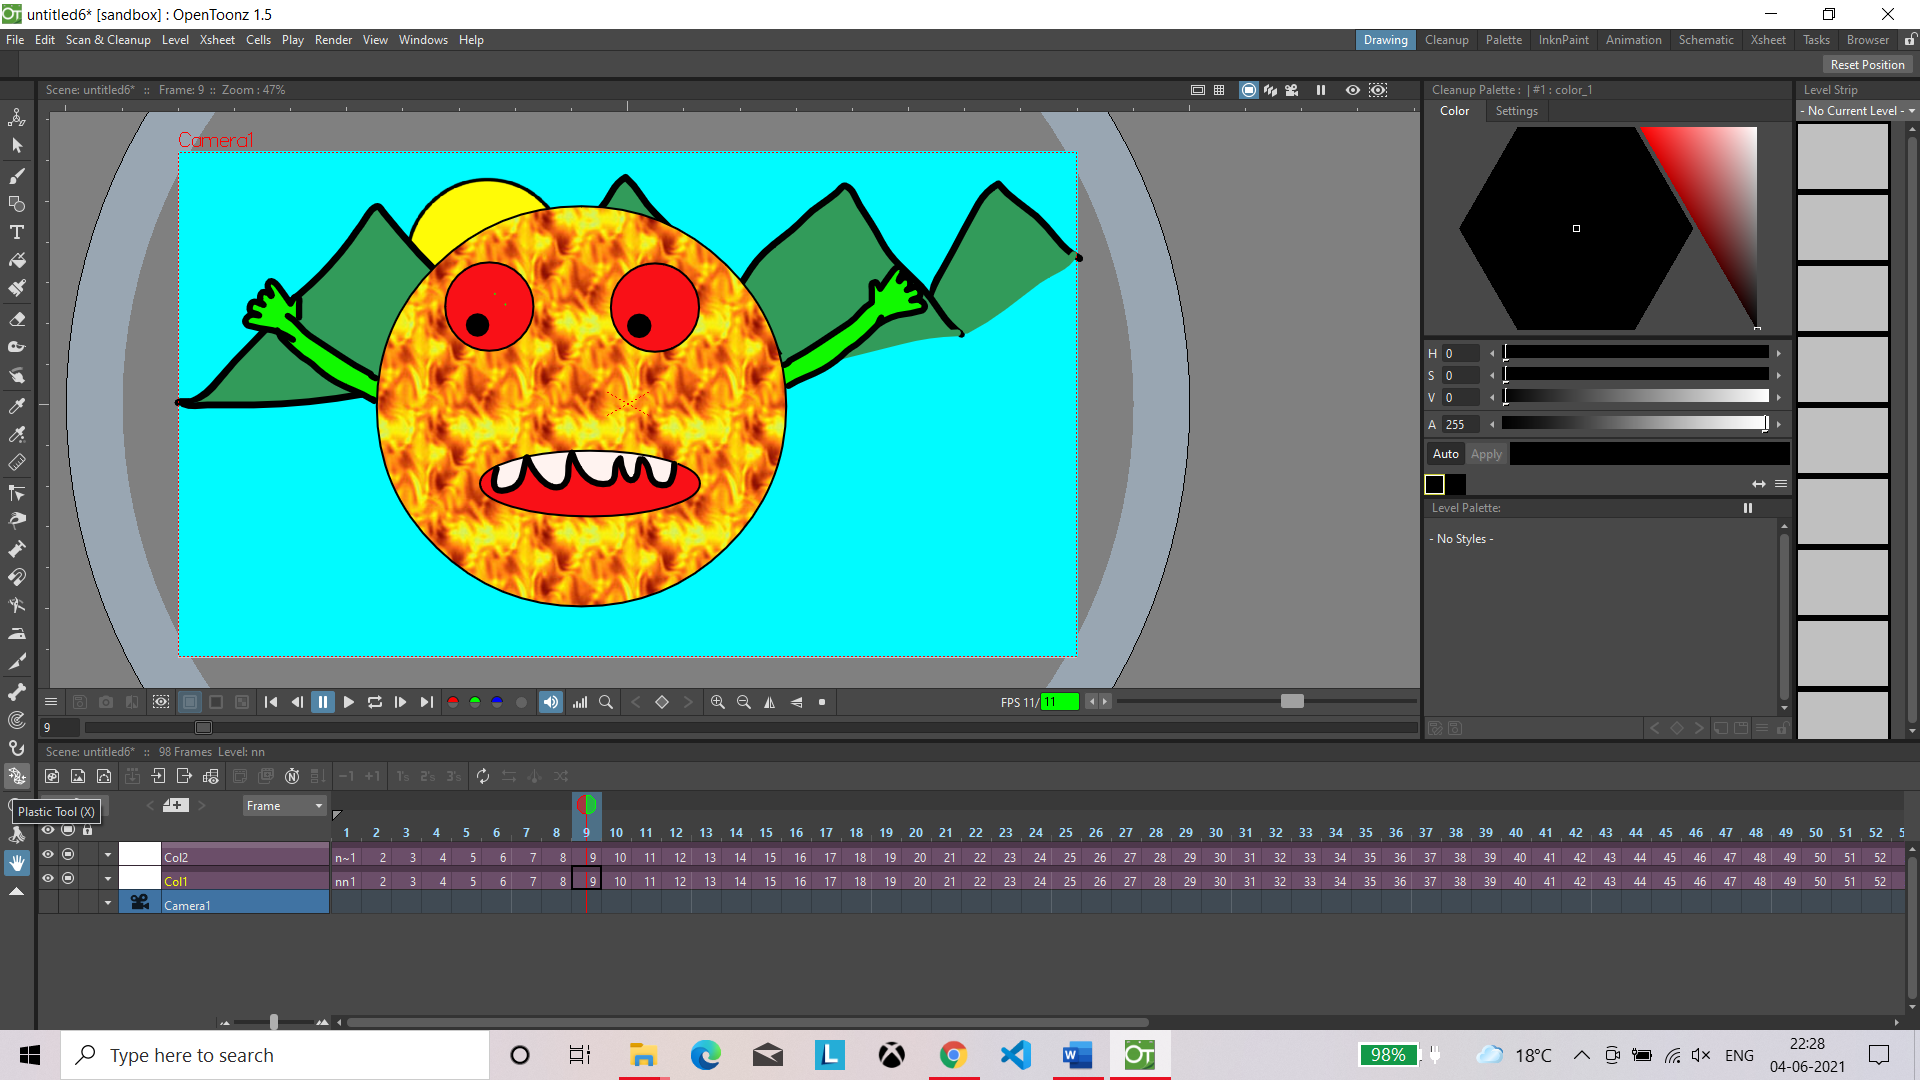 untitled6* [sandbox] : OpenToonz 1.5
File Edit Scan & Cleanup Level Xsheet Cells Play Render View Windows Help
Drawing Cleanup Palette InknPaint Animation Schematic Xsheet Tasks Browser
Reset Position
Scene: untitled6* :: Frame: 9 :: Zoom : 47%
Cleanup Palette : | #1 : color_1
Level Strip
Color Settings
- No Current Level -
Camera1
H 0
S 0
V 0
A 255
Auto Apply
Level Palette:
- No Styles -
FPS 11/ 11
9
Scene: untitled6* :: 98 Frames Level: nn
-1 +1 1's 2's 3's
Plastic Tool (X)
Frame
1 2 3 4 5 6 7 8 9 10 11 12 13 14 15 16 17 18 19 20 21 22 23 24 25 26 27 28 29 30 31 32 33 34 35 36 37 38 39 40 41 42 43 44 45 46 47 48 49 50 51 52 5
Col2 n~1 2 3 4 5 6 7 8 9 10 11 12 13 14 15 16 17 18 19 20 21 22 23 24 25 26 27 28 29 30 31 32 33 34 35 36 37 38 39 40 41 42 43 44 45 46 47 48 49 50 51 52
Col1 nn1 2 3 4 5 6 7 8 9 10 11 12 13 14 15 16 17 18 19 20 21 22 23 24 25 26 27 28 29 30 31 32 33 34 35 36 37 38 39 40 41 42 43 44 45 46 47 48 49 50 51 52
Camera1
Type here to search
98%
18°C
ENG
22:28
04-06-2021